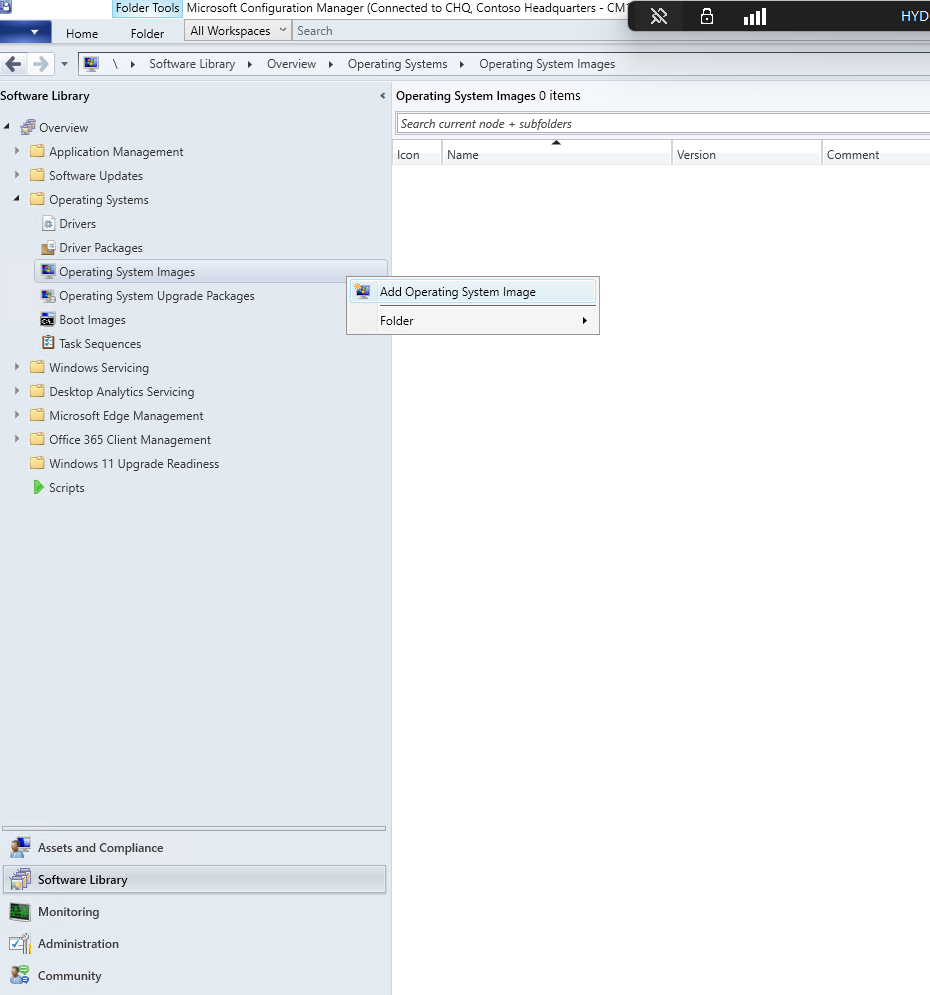 Folder Tools Microsoft Configuration Manager (Connected to CHQ, Contoso Headquarters - CM1
HYD
Home Folder All Workspaces Search
\ Software Library Overview Operating Systems Operating System Images
Software Library
Operating System Images 0 items
Search current node + subfolders
Icon Name Version Comment
Overview
Application Management
Software Updates
Operating Systems
Drivers
Driver Packages
Operating System Images
Operating System Upgrade Packages
Boot Images
Task Sequences
Windows Servicing
Desktop Analytics Servicing
Microsoft Edge Management
Office 365 Client Management
Windows 11 Upgrade Readiness
Scripts
Add Operating System Image
Folder
Assets and Compliance
Software Library
Monitoring
Administration
Community